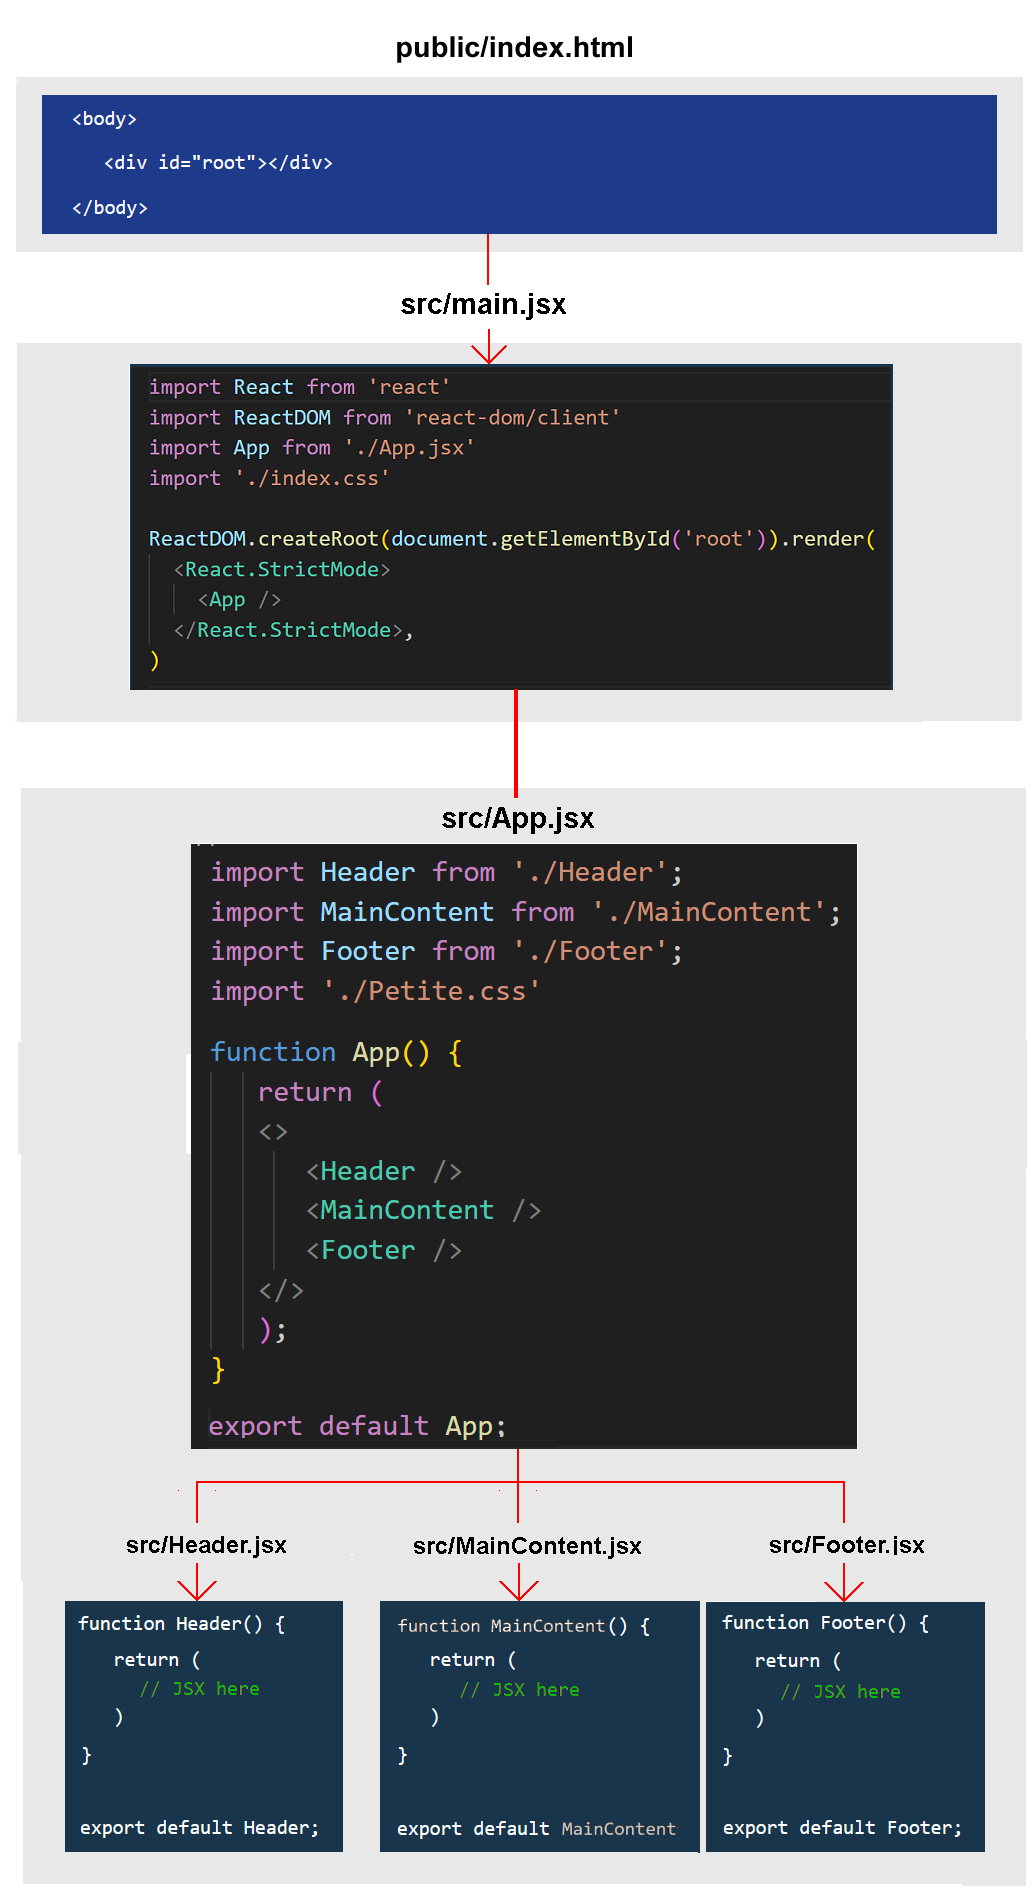 public/index.html
<body>
<div id="root"></div>
</body>
src/main.jsx
import React from 'react'
import ReactDOM from 'react-dom/client'
import App from './App.jsx'
import './index.css'
ReactDOM.createRoot(document.getElementById('root')).render(
<React.StrictMode>
<App />
</React.StrictMode>,
)
src/App.jsx
import Header from './Header';
import MainContent from './MainContent';
import Footer from './Footer';
import './Petite.css'
function App() {
return (
<>
<Header />
<MainContent />
<Footer />
</>
);
}
export default App;
src/Header.jsx
function Header() {
return (
// JSX here
)
}
export default Header;
src/MainContent.jsx
function MainContent() {
return (
// JSX here
)
}
export default MainContent
src/Footer.jsx
function Footer() {
return (
// JSX here
)
}
export default Footer;